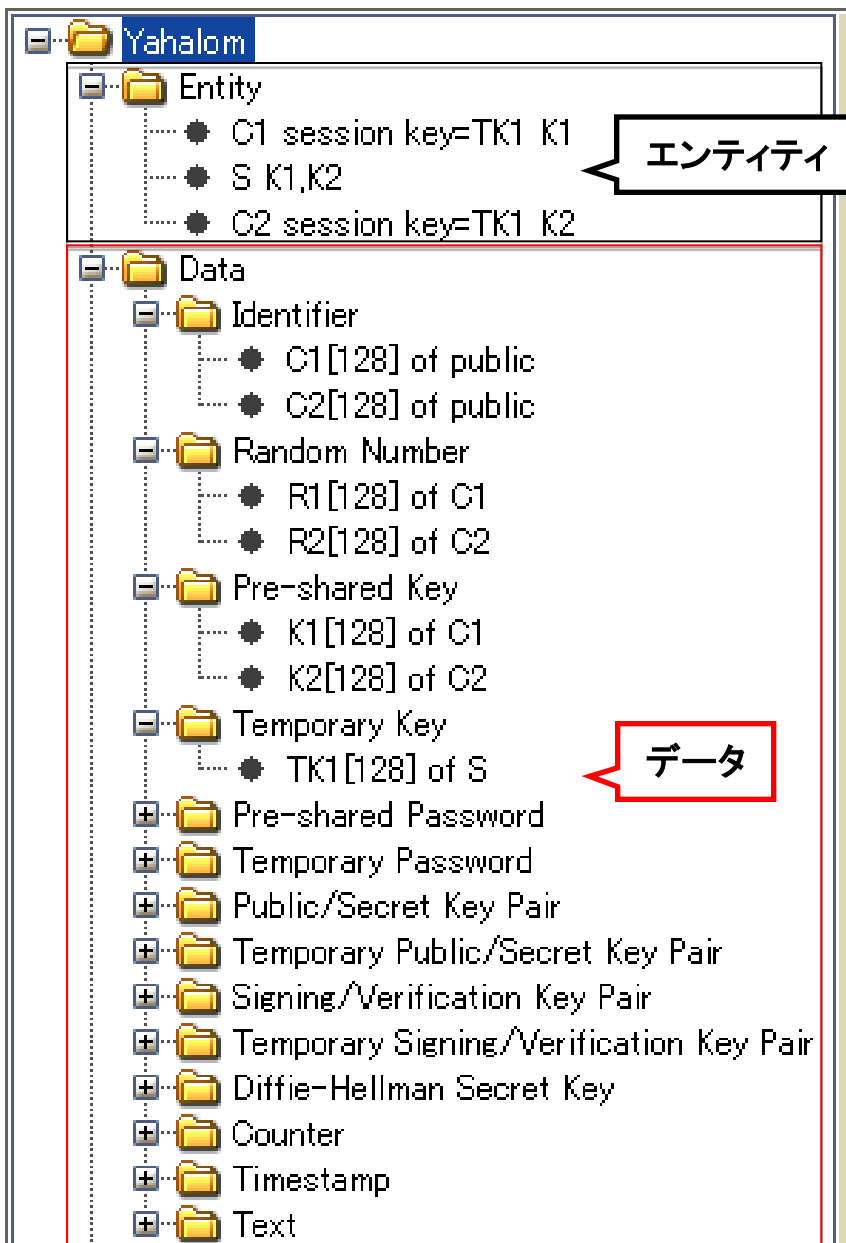 Yahalom
Entity
C1 session key=TK1 K1
エンティティ
S K1,K2
C2 session key=TK1 K2
Data
Identifier
C1[128] of public
C2[128] of public
Random Number
R1[128] of C1
R2[128] of C2
Pre-shared Key
K1[128] of C1
K2[128] of C2
Temporary Key
データ
TK1[128] of S
Pre-shared Password
Temporary Password
Public/Secret Key Pair
Temporary Public/Secret Key Pair
Signing/Verification Key Pair
Temporary Signing/Verification Key Pair
Diffie-Hellman Secret Key
Counter
Timestamp
Text